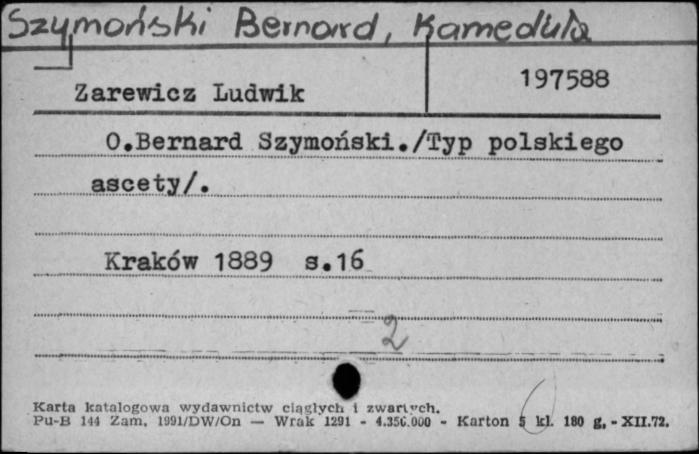 Szymoński Bernard, Kameduła
197588
Zarewicz Ludwik
O.Bernard Szymoński./Typ polskiego
ascety/.
Kraków 1889 s.16
2
Karta katalogowa wydawnictw ciągłych i zwartych.
Pu-B 144 Zam. 1991/DW/On — Wrak 1291 - 4.350.000 - Karton 5 kl. 180 g. - XII.72.